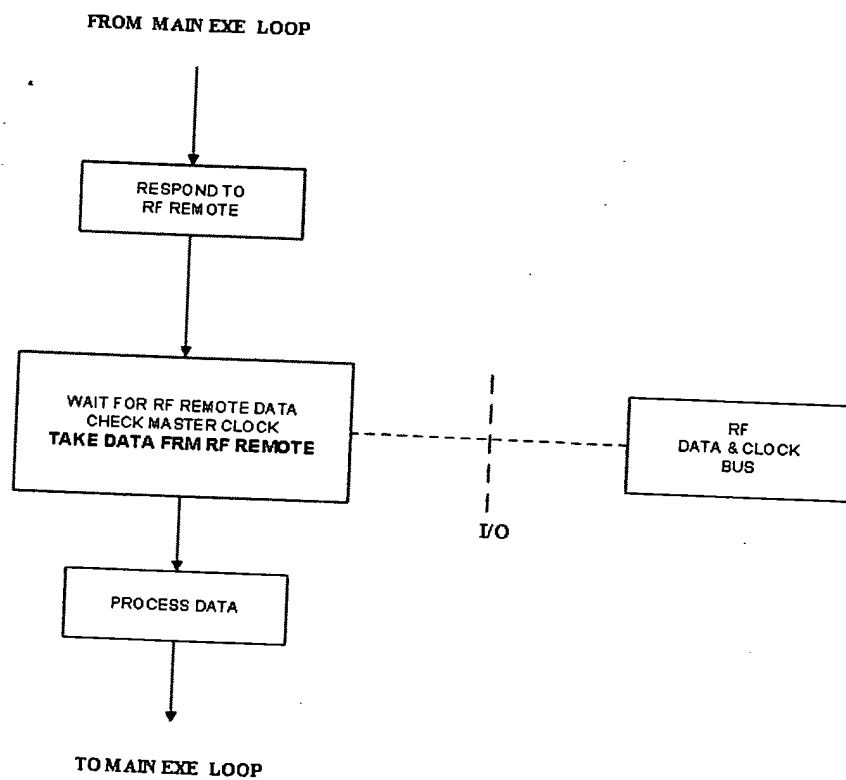 FROM MAIN EXE LOOP
RESPOND TO
RF REMOTE
WAIT FOR RF REMOTE DATA
CHECK MASTER CLOCK
TAKE DATA FRM RF REMOTE
RF
DATA & CLOCK
BUS
I/O
PROCESS DATA
TO MAIN EXE LOOP